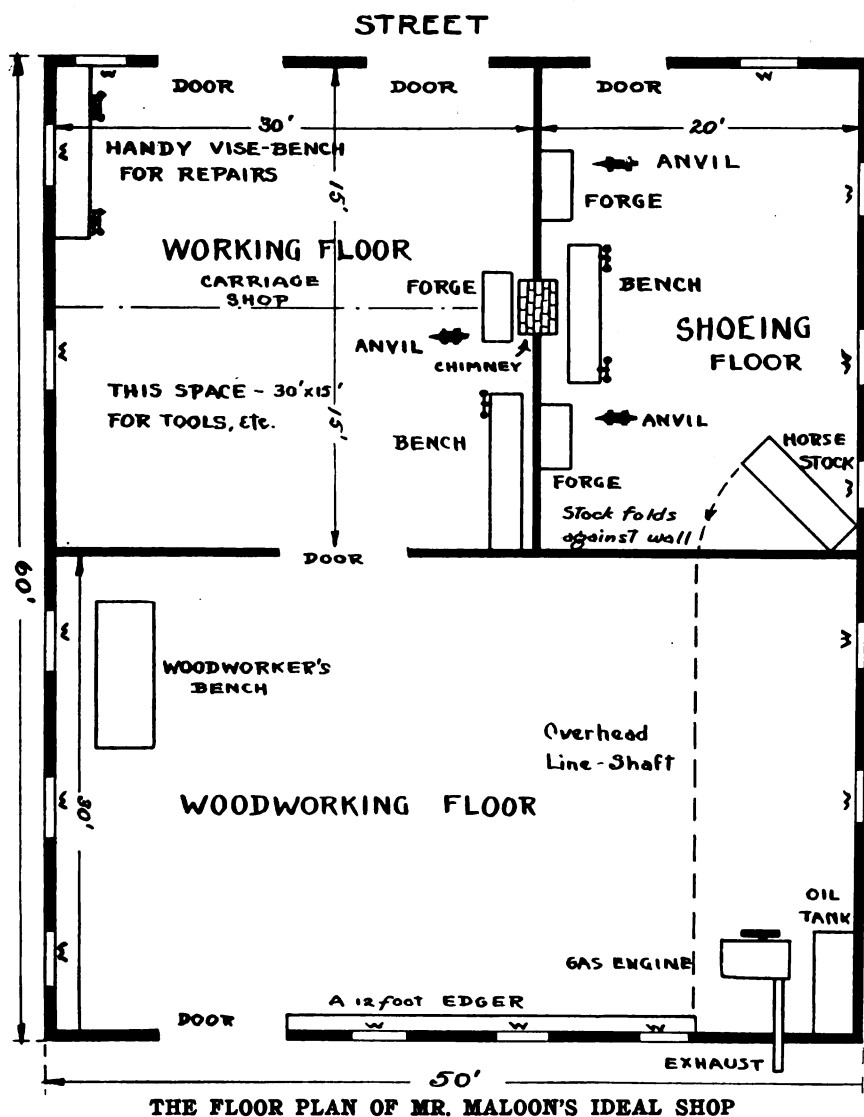 STREET
W
W
DOOR
DOOR
DOOR
30'
20'
W
HANDY VISE-BENCH
FOR REPAIRS
15'
ANVIL
FORGE
W
WORKING FLOOR
CARRIAGE
SHOP
FORGE
BENCH
ANVIL
CHIMNEY
SHOEING
FLOOR
W
W
THIS SPACE - 30'x15'
FOR TOOLS, Etc.
15'
BENCH
ANVIL
FORGE
HORSE
STOCK
W
Stock folds
against wall
DOOR
60'
W
W
WOODWORKER'S
BENCH
Overhead
Line-Shaft
30'
W
W
WOODWORKING FLOOR
OIL
TANK
W
GAS ENGINE
A 12 foot EDGER
DOOR
W
W
W
EXHAUST
50'
THE FLOOR PLAN OF MR. MALOON'S IDEAL SHOP